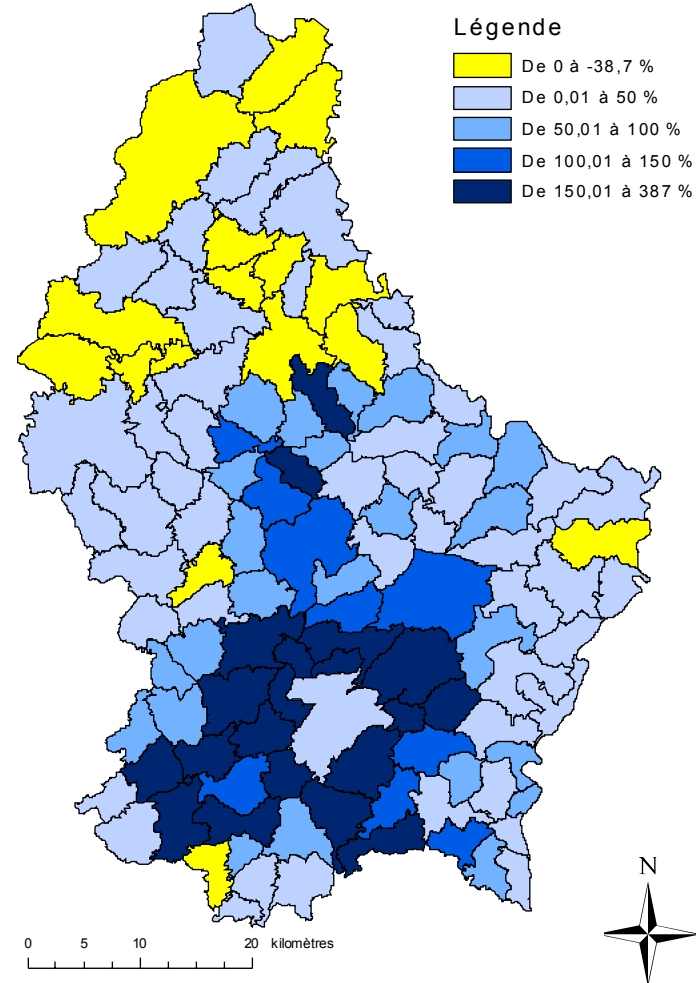 Légende
De 0 à -38,7 %
De 0,01 à 50 %
De 50,01 à 100 %
De 100,01 à 150 %
De 150,01 à 387 %
N
0 5 10 20 kilomètres